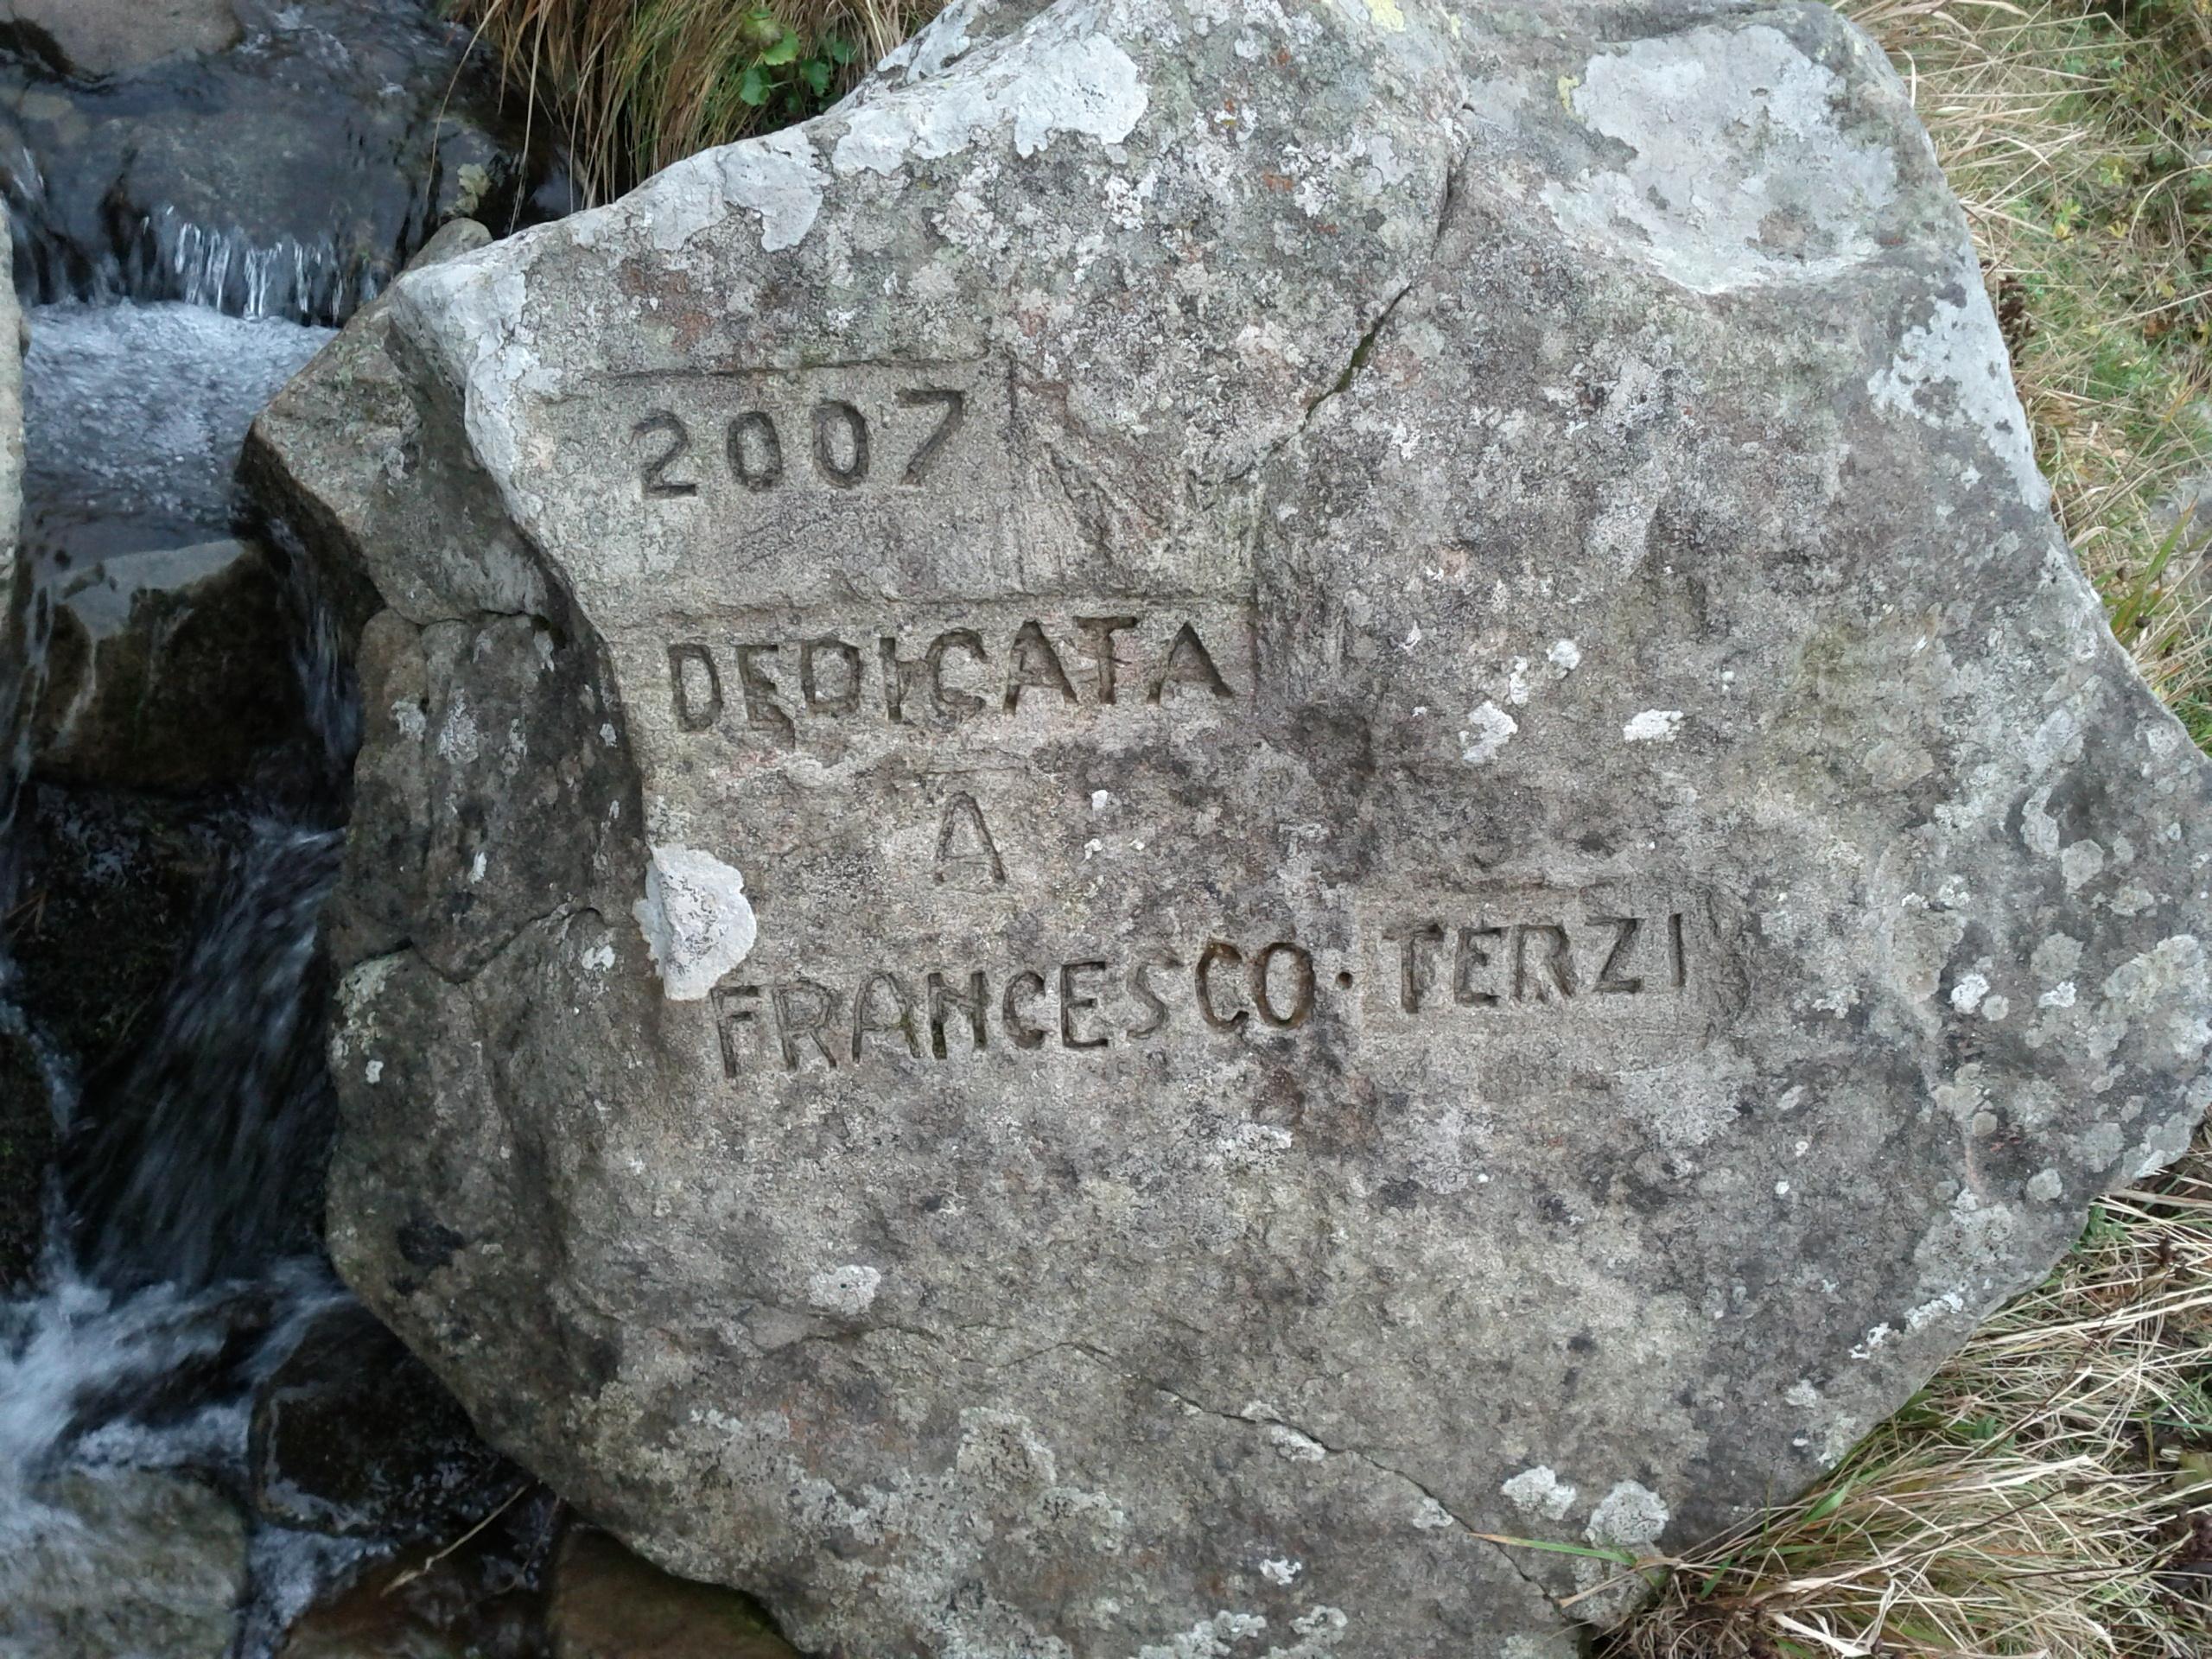 2007
DEDICATA
A
FRANCESCO·TERZI